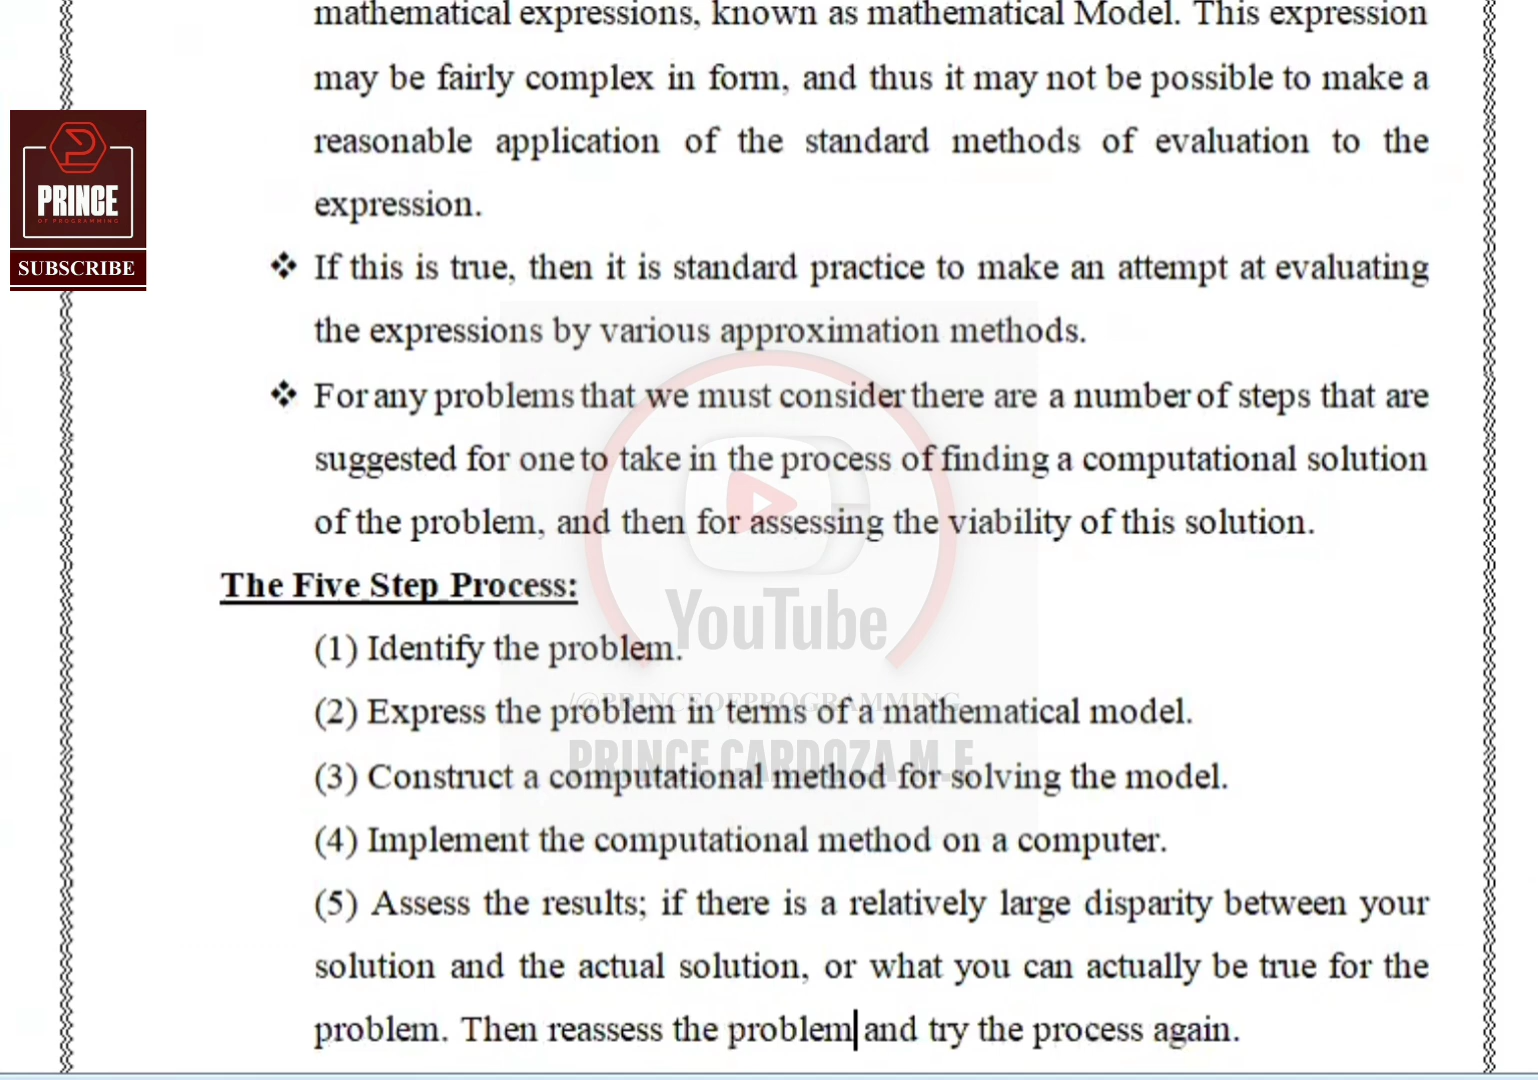 mathematical expressions, known as mathematical Model. This expression
may be fairly complex in form, and thus it may not be possible to make a
reasonable application of the standard methods of evaluation to the
expression.
PRINCE
OF PROGRAMMING
SUBSCRIBE
❖ If this is true, then it is standard practice to make an attempt at evaluating
the expressions by various approximation methods.
❖ For any problems that we must consider there are a number of steps that are
suggested for one to take in the process of finding a computational solution
of the problem, and then for assessing the viability of this solution.
The Five Step Process:
(1) Identify the problem.
YouTube
(2) Express the problem in terms of a mathematical model.
/@PRINCEOFPROGRAMMING
PRINCE CARDOZA M.E
(3) Construct a computational method for solving the model.
(4) Implement the computational method on a computer.
(5) Assess the results; if there is a relatively large disparity between your
solution and the actual solution, or what you can actually be true for the
problem. Then reassess the problem and try the process again.